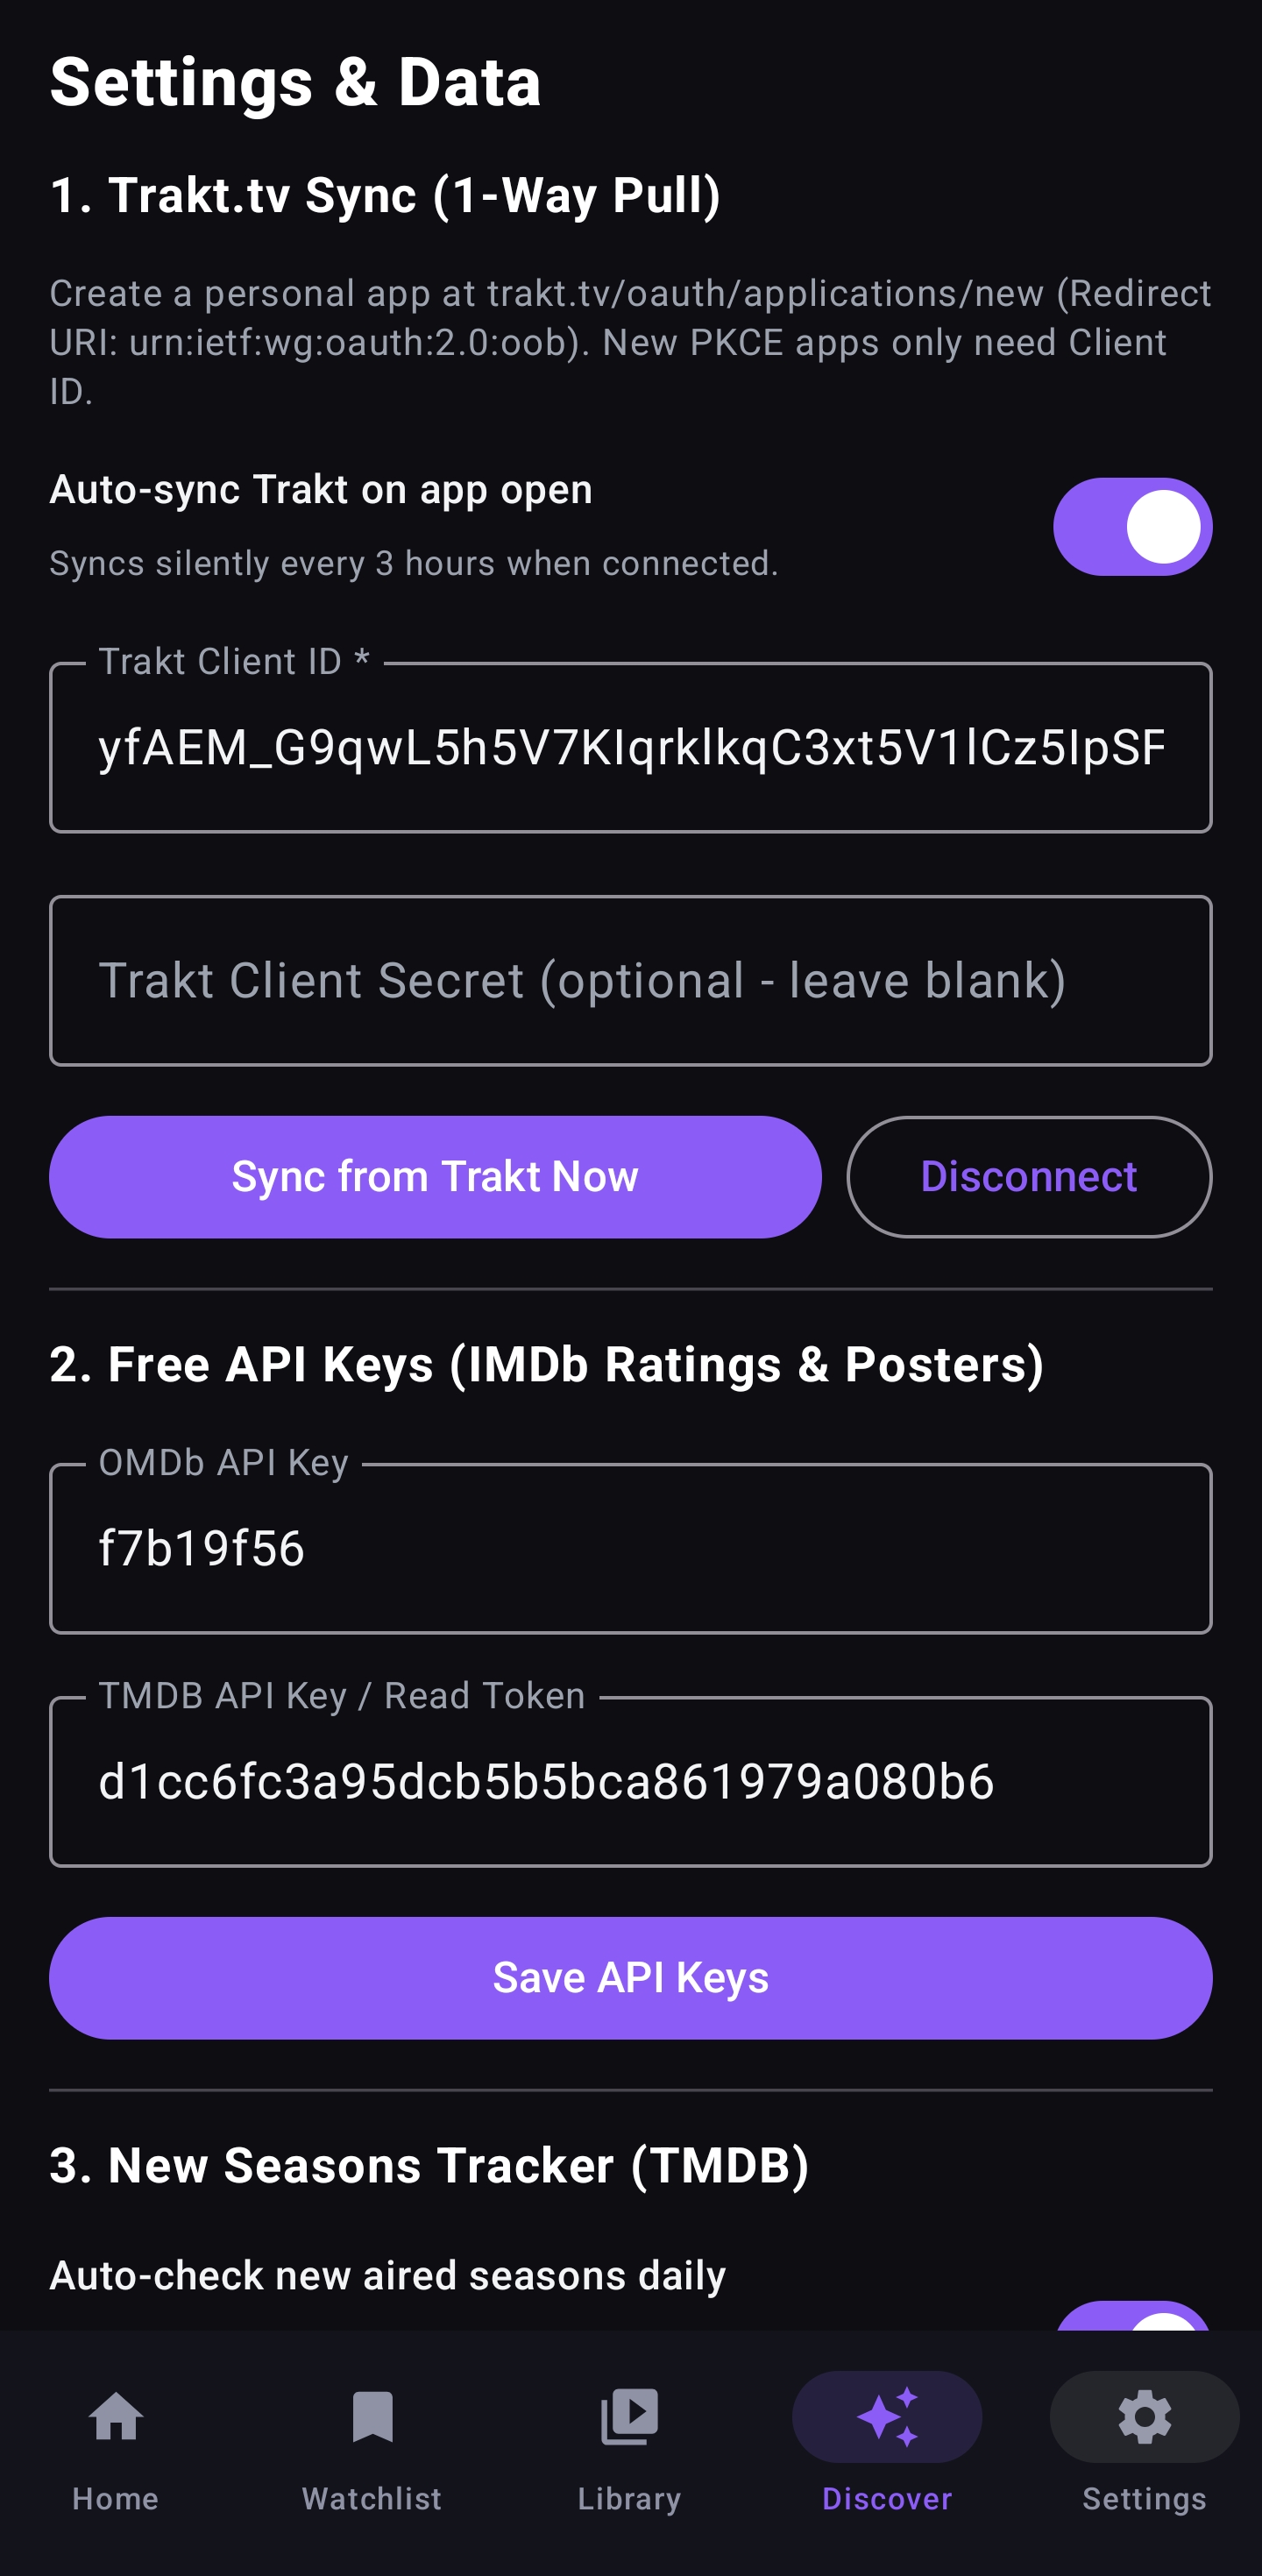 Settings & Data
1. Trakt.tv Sync (1-Way Pull)
Create a personal app at trakt.tv/oauth/applications/new (Redirect
URI: urn:ietf:wg:oauth:2.0:oob). New PKCE apps only need Client
ID.
Auto-sync Trakt on app open
Syncs silently every 3 hours when connected.
Trakt Client ID *
yfAEM_G9qwL5h5V7KIqrklkqC3xt5V1lCz5IpSF
Trakt Client Secret (optional - leave blank)
Sync from Trakt Now
Disconnect
2. Free API Keys (IMDb Ratings & Posters)
OMDb API Key
f7b19f56
TMDB API Key / Read Token
d1cc6fc3a95dcb5b5bca861979a080b6
Save API Keys
3. New Seasons Tracker (TMDB)
Auto-check new aired seasons daily
Home
Watchlist
Library
Discover
Settings